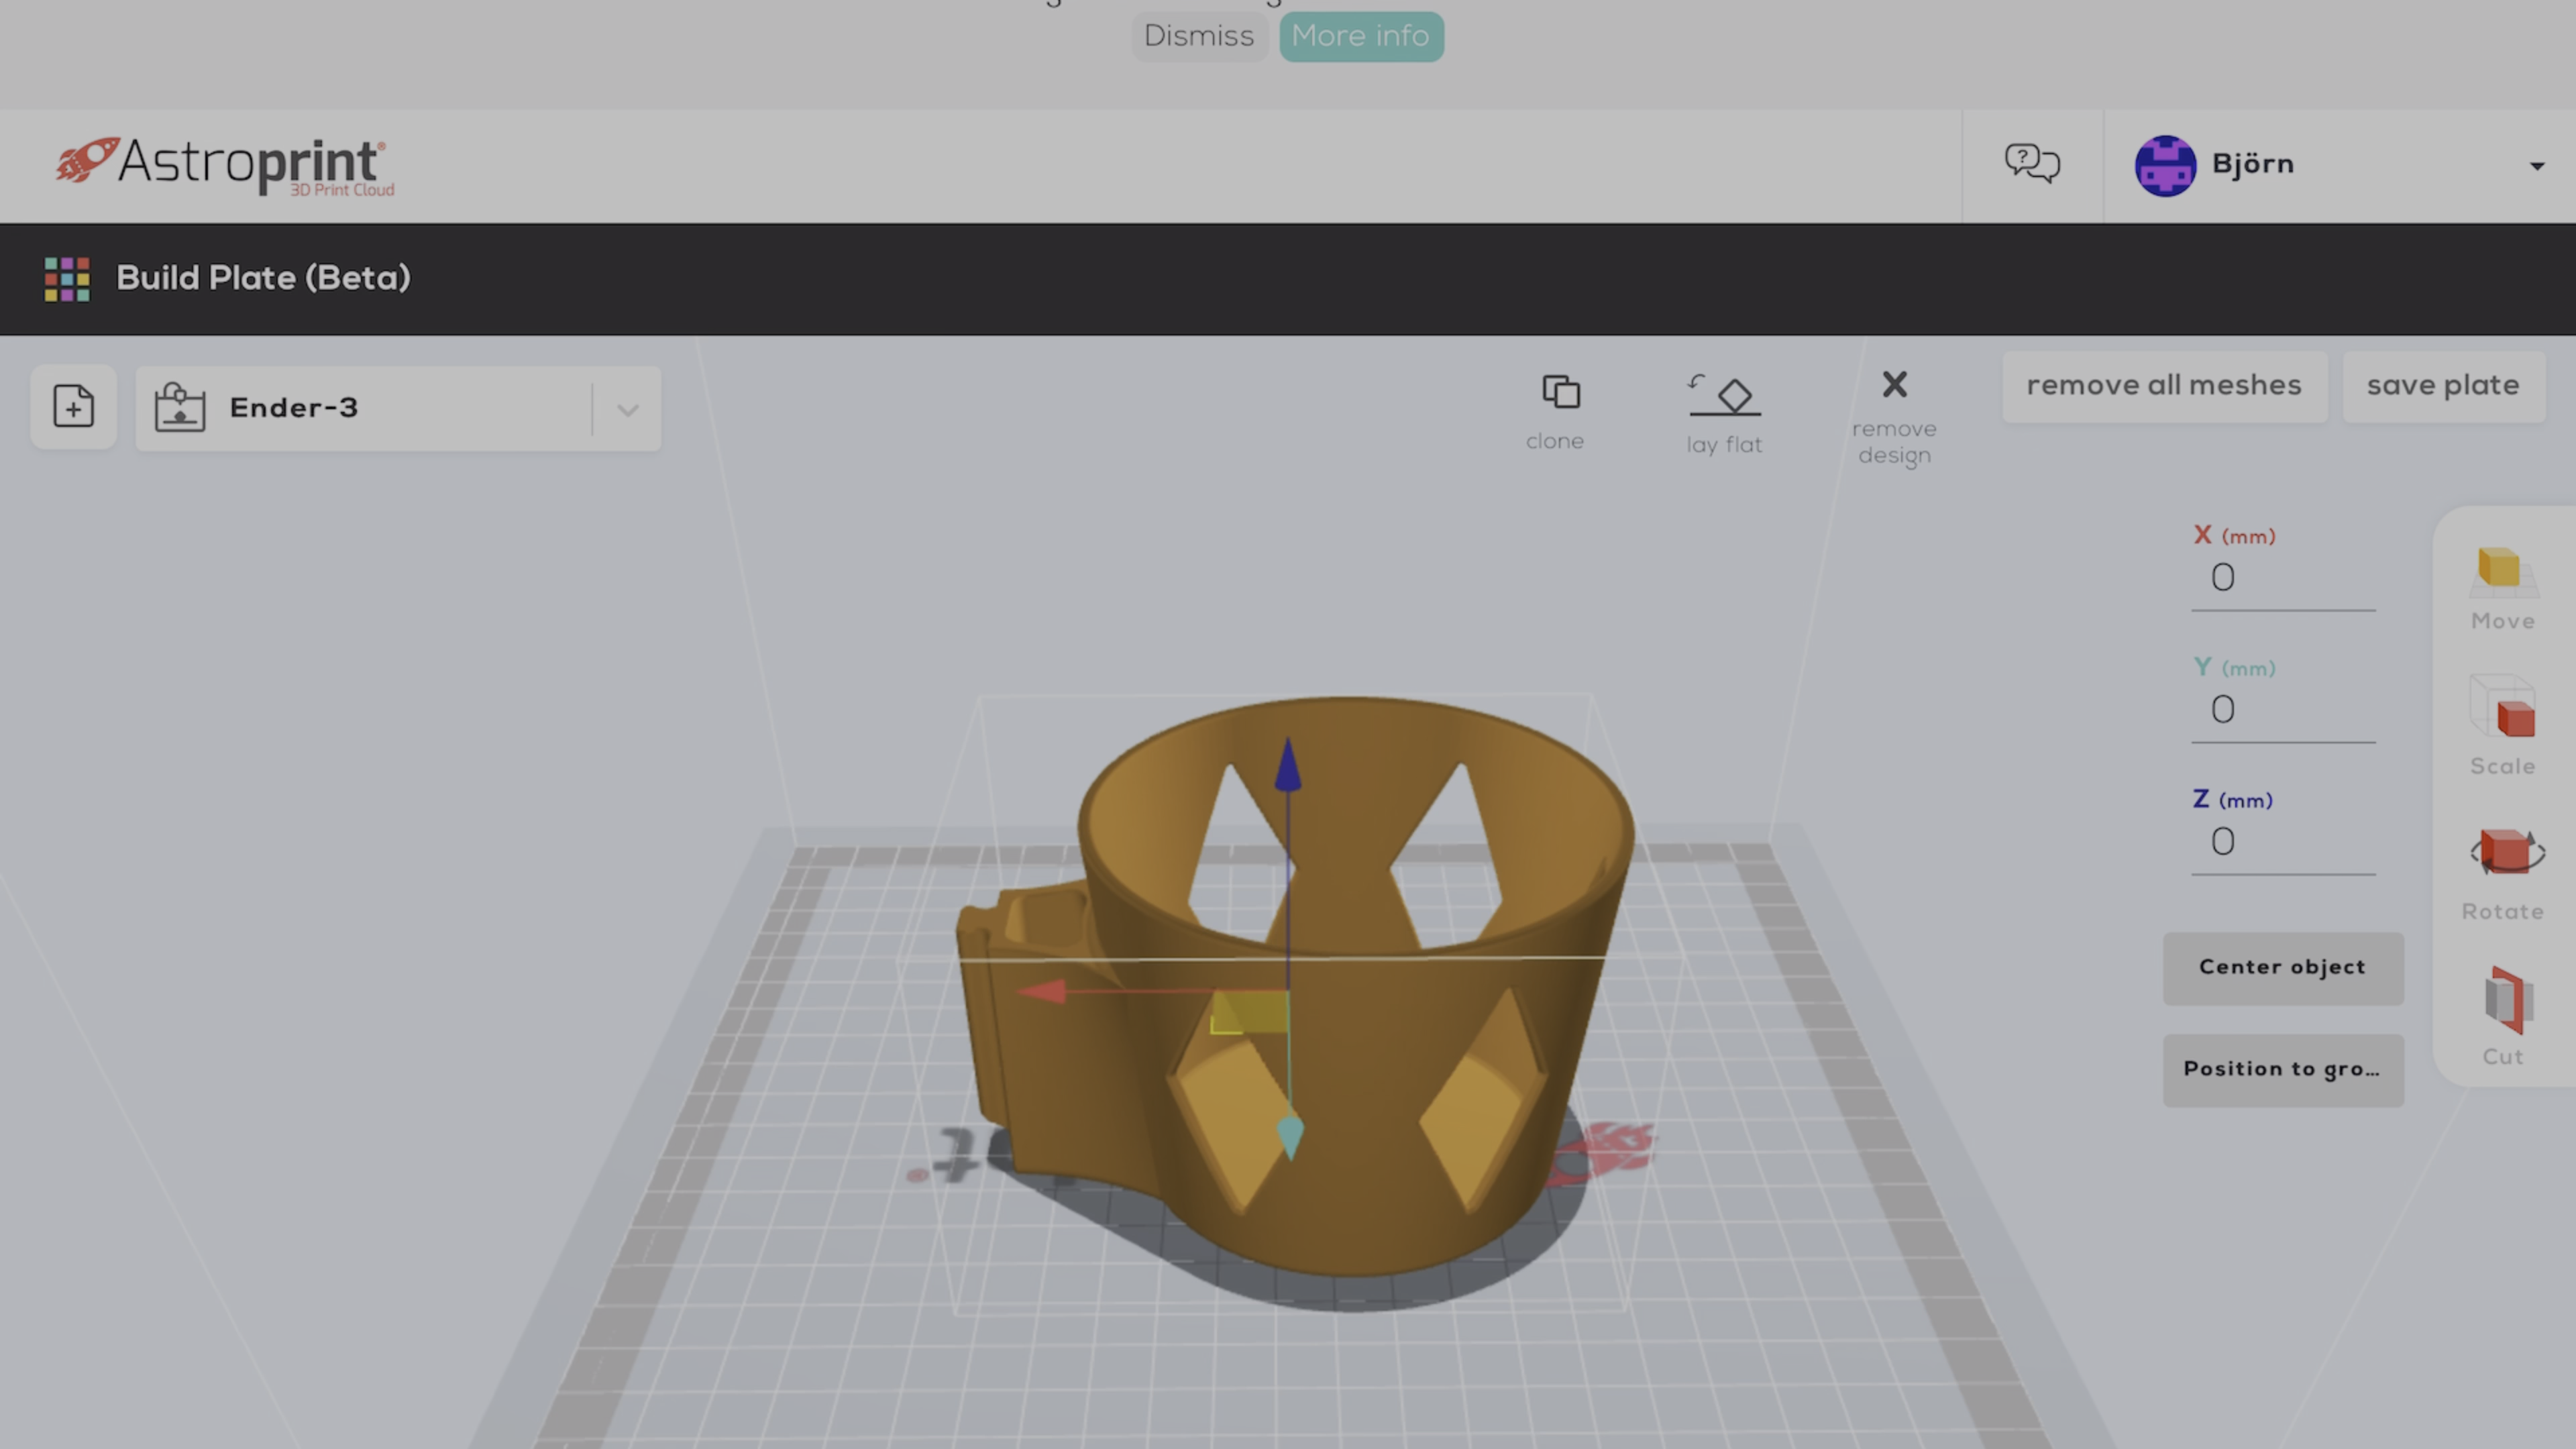 Dismiss More info
Astroprint®
3D Print Cloud
Björn
Build Plate (Beta)
Ender-3
clone
lay flat
remove
design
remove all meshes
save plate
X (mm)
0
Y (mm)
0
Z (mm)
0
Center object
Position to gro...
Move
Scale
Rotate
Cut